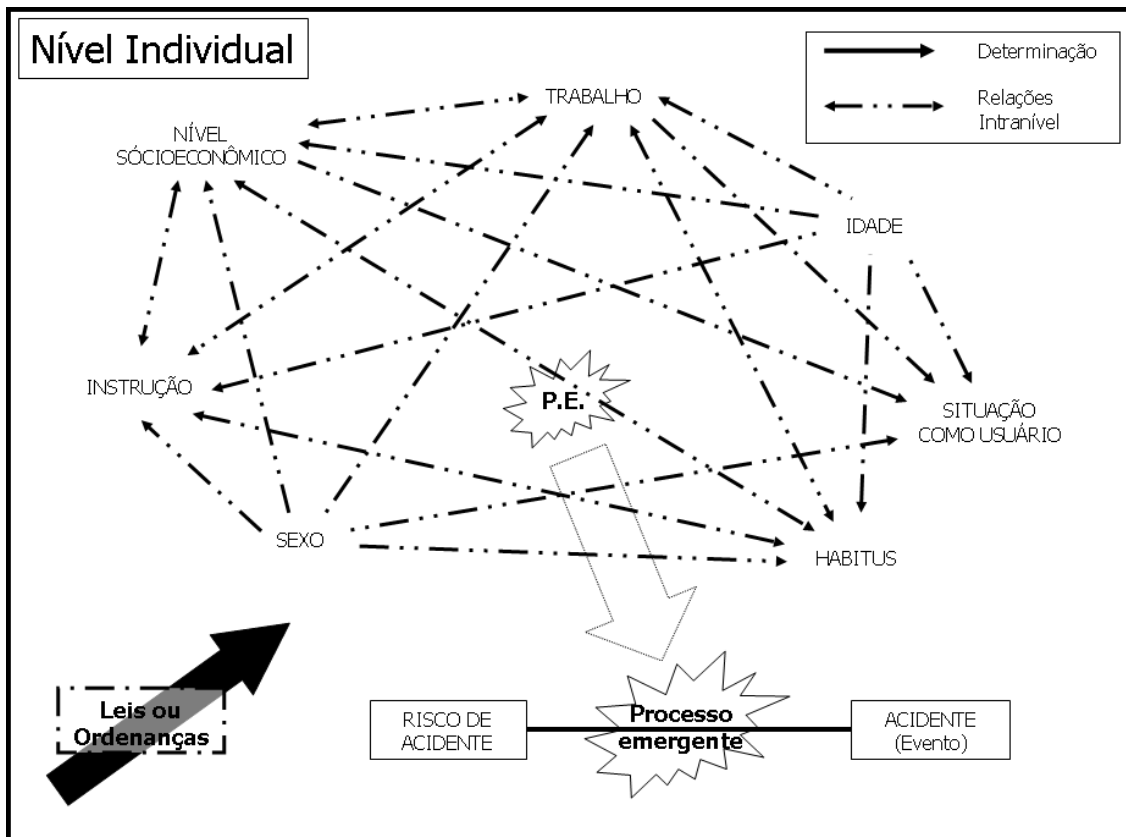 Nível Individual
Determinação
Relações
Intranível
TRABALHO
NÍVEL
SÓCIOECONÔMICO
IDADE
INSTRUÇÃO
P.E.
SITUAÇÃO
COMO USUÁRIO
SEXO
HABITUS
Leis ou
Ordenanças
RISCO DE
ACIDENTE
Processo
emergente
ACIDENTE
(Evento)